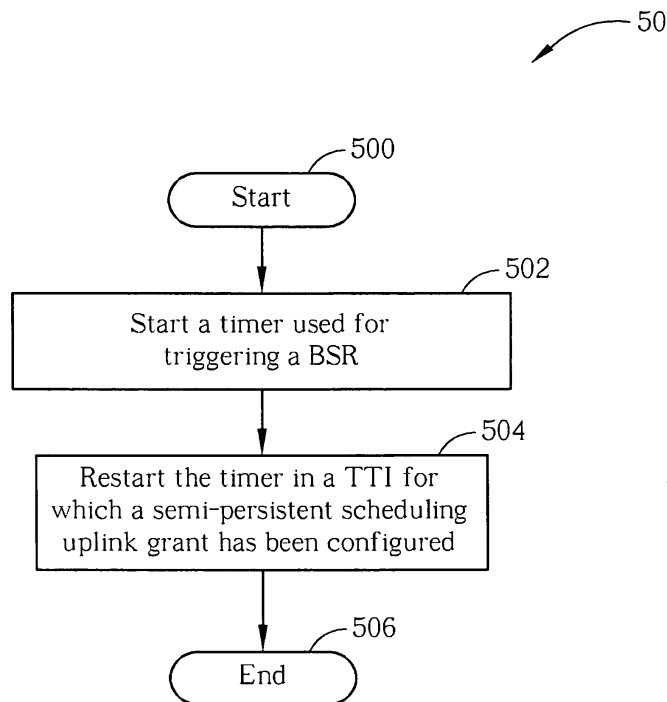 50
500
Start
502
Start a timer used for
triggering a BSR
504
Restart the timer in a TTI for
which a semi-persistent scheduling
uplink grant has been configured
506
End